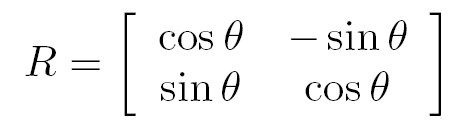 R = [ cos θ − sin θ
sin θ cos θ ]